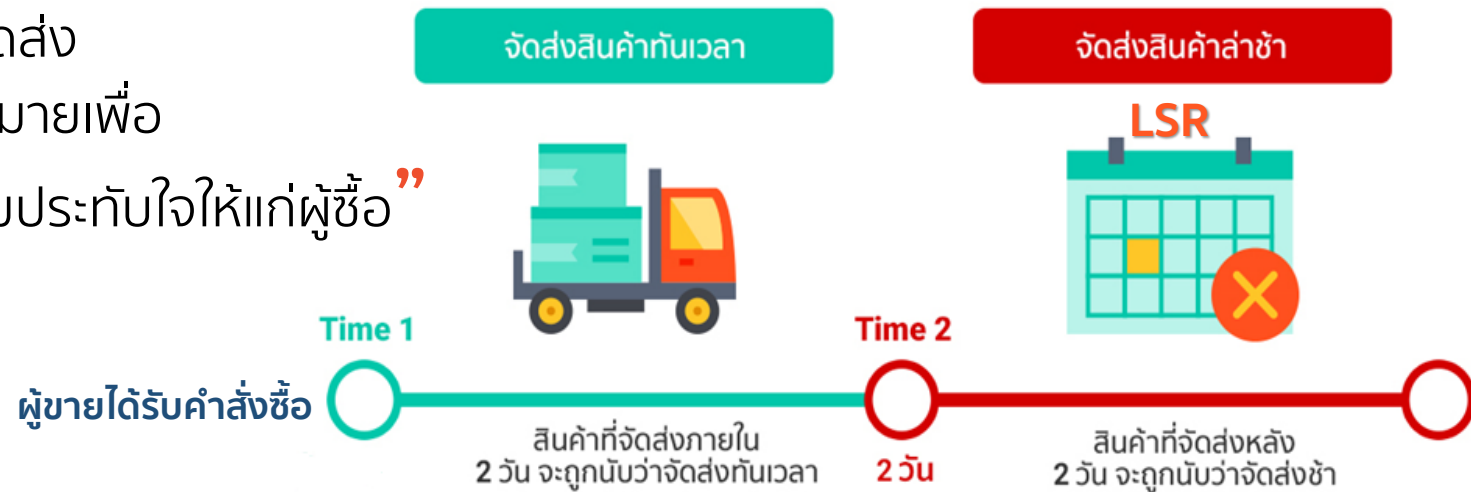 ดส่ง
มายเพื่อ
มประทับใจให้แก่ผู้ซื้อ”
จัดส่งสินค้าทันเวลา
จัดส่งสินค้าล่าช้า
LSR
Time 1
Time 2
ผู้ขายได้รับคำสั่งซื้อ
สินค้าที่จัดส่งภายใน
2 วัน จะถูกนับว่าจัดส่งทันเวลา
2 วัน
สินค้าที่จัดส่งหลัง
2 วัน จะถูกนับว่าจัดส่งช้า